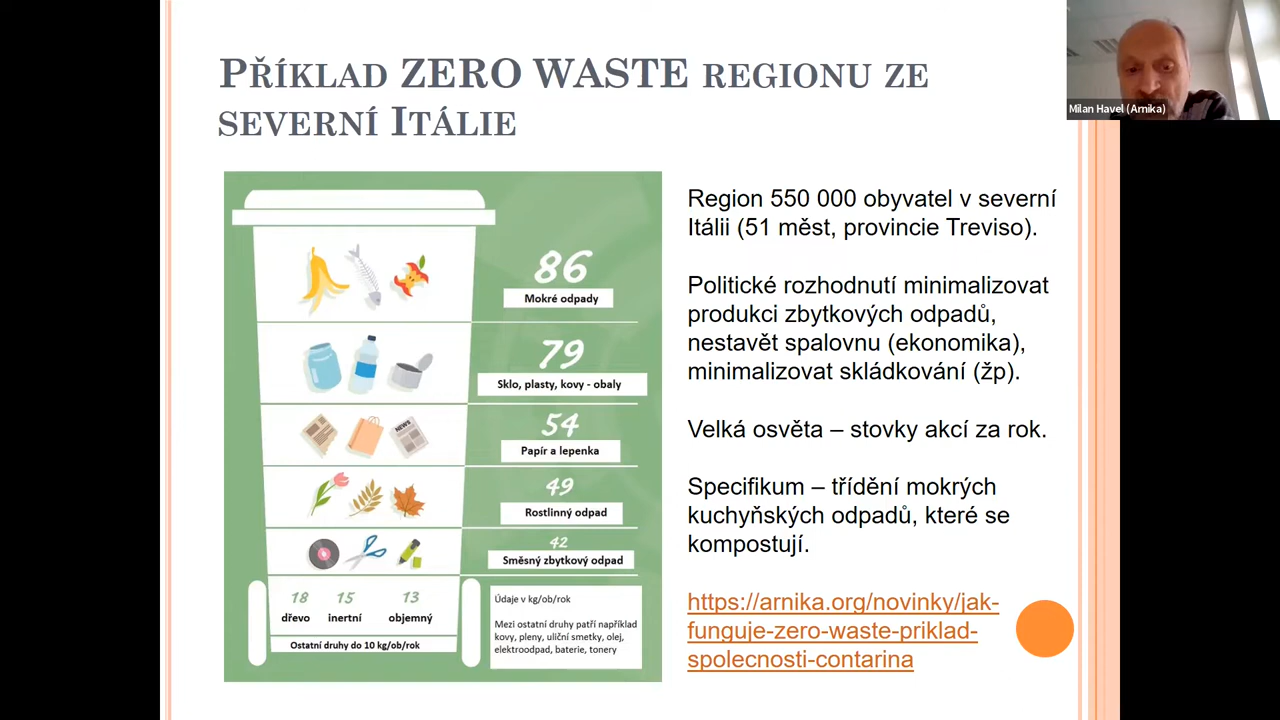 Příklad ZERO WASTE regionu ze
severní Itálie
Milan Havel (Arnika)
86
Mokré odpady
79
Sklo, plasty, kovy - obaly
54
Papír a lepenka
NEWS
49
Rostlinný odpad
42
Směsný zbytkový odpad
18
dřevo
15
inertní
13
objemný
Ostatní druhy do 10 kg/ob/rok
Údaje v kg/ob/rok
Mezi ostatní druhy patří například
kovy, pleny, uliční smetky, olej,
elektroodpad, baterie, tonery
Region 550 000 obyvatel v severní
Itálii (51 měst, provincie Treviso).
Politické rozhodnutí minimalizovat
produkci zbytkových odpadů,
nestavět spalovnu (ekonomika),
minimalizovat skládkování (žp).
Velká osvěta – stovky akcí za rok.
Specifikum – třídění mokrých
kuchyňských odpadů, které se
kompostují.
https://arnika.org/novinky/jak-
funguje-zero-waste-priklad-
spolecnosti-contarina